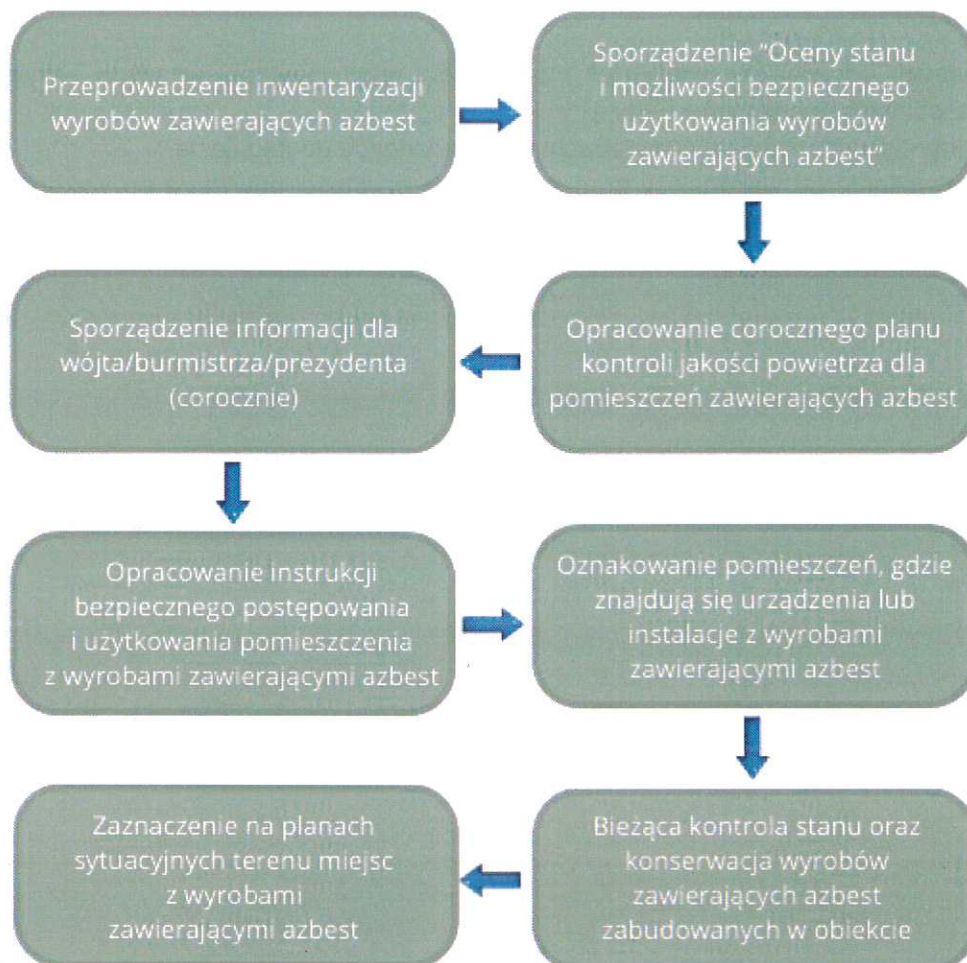 Przeprowadzenie inwentaryzacji
wyrobów zawierających azbest
Sporządzenie "Oceny stanu
i możliwości bezpiecznego
użytkowania wyrobów
zawierających azbest"
Opracowanie corocznego planu
kontroli jakości powietrza dla
pomieszczeń zawierających azbest
Sporządzenie informacji dla
wójta/burmistrza/prezydenta
(corocznie)
Opracowanie instrukcji
bezpiecznego postępowania
i użytkowania pomieszczenia
z wyrobami zawierającymi azbest
Oznakowanie pomieszczeń, gdzie
znajdują się urządzenia lub
instalacje z wyrobami
zawierającymi azbest
Bieżąca kontrola stanu oraz
konserwacja wyrobów
zawierających azbest
zabudowanych w obiekcie
Zaznaczenie na planach
sytuacyjnych terenu miejsc
z wyrobami
zawierającymi azbest